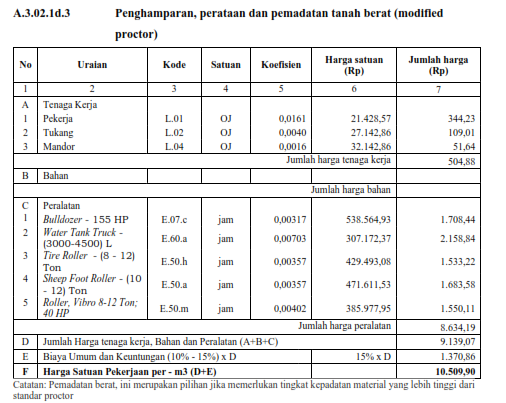 A.3.02.1d.3 Penghamparan, perataan dan pemadatan tanah berat (modified
proctor)
No Uraian Kode Satuan Koefisien Harga satuan (Rp) Jumlah harga (Rp)
1 2 3 4 5 6 7
A Tenaga Kerja
1 Pekerja L.01 OJ 0,0161 21.428,57 344,23
2 Tukang L.02 OJ 0,0040 27.142,86 109,01
3 Mandor L.04 OJ 0,0016 32.142,86 51,64
Jumlah harga tenaga kerja 504,88
B Bahan
Jumlah harga bahan
C Peralatan
1 Bulldozer - 155 HP E.07.c jam 0,00317 538.564,93 1.708,44
2 Water Tank Truck -
(3000-4500) L E.60.a jam 0,00703 307.172,37 2.158,84
3 Tire Roller - (8 - 12)
Ton E.50.h jam 0,00357 429.493,08 1.533,22
4 Sheep Foot Roller - (10
- 12) Ton E.50.a jam 0,00357 471.611,53 1.683,58
5 Roller, Vibro 8-12 Ton;
40 HP E.50.m jam 0,00402 385.977,95 1.550,11
Jumlah harga peralatan 8.634,19
D Jumlah Harga tenaga kerja, Bahan dan Peralatan (A+B+C) 9.139,07
E Biaya Umum dan Keuntungan (10% - 15%) x D 15% x D 1.370,86
F Harga Satuan Pekerjaan per - m3 (D+E) 10.509,90
Catatan: Pemadatan berat, ini merupakan pilihan jika memerlukan tingkat kepadatan material yang lebih tinggi dari
standar proctor